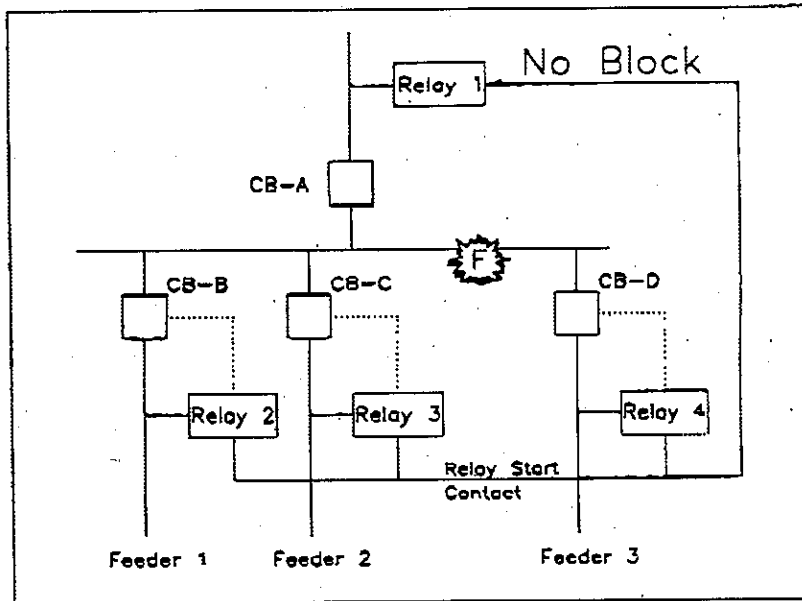 No Block
Relay 1
CB-A
F
CB-B
CB-C
CB-D
Relay 2
Relay 3
Relay 4
Relay Start
Contact
Feeder 1
Feeder 2
Feeder 3